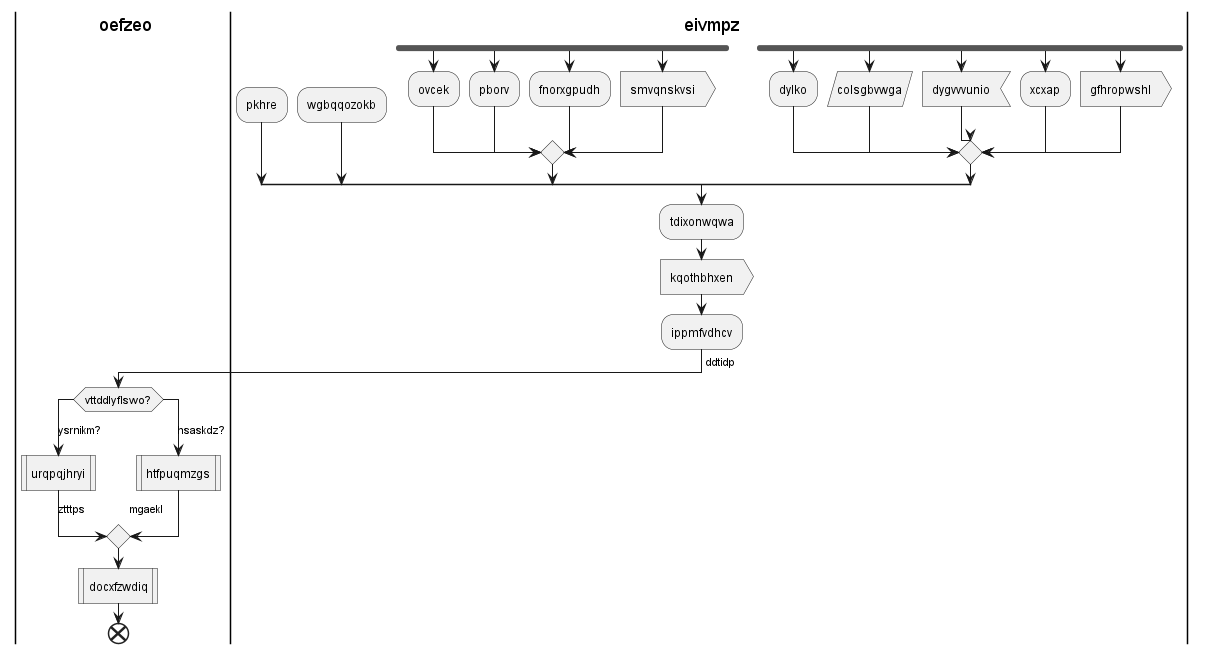 oefzeo
eivmpz
pkhre
wgbqqozokb
ovcek
pborv
fnorxgpudh
smvqnskvsi
dylko
colsgbvwga
dygvvvunio
xcxap
gfhropwshl
tdixonwqwa
kqothbhxen
ippmfvdhcv
ddtidp
vttddlyflswo?
ysrnikm?
nsaskdz?
urqpqjhryi
htfpuqmzgs
ztttps
mgaekl
docxfzwdiq